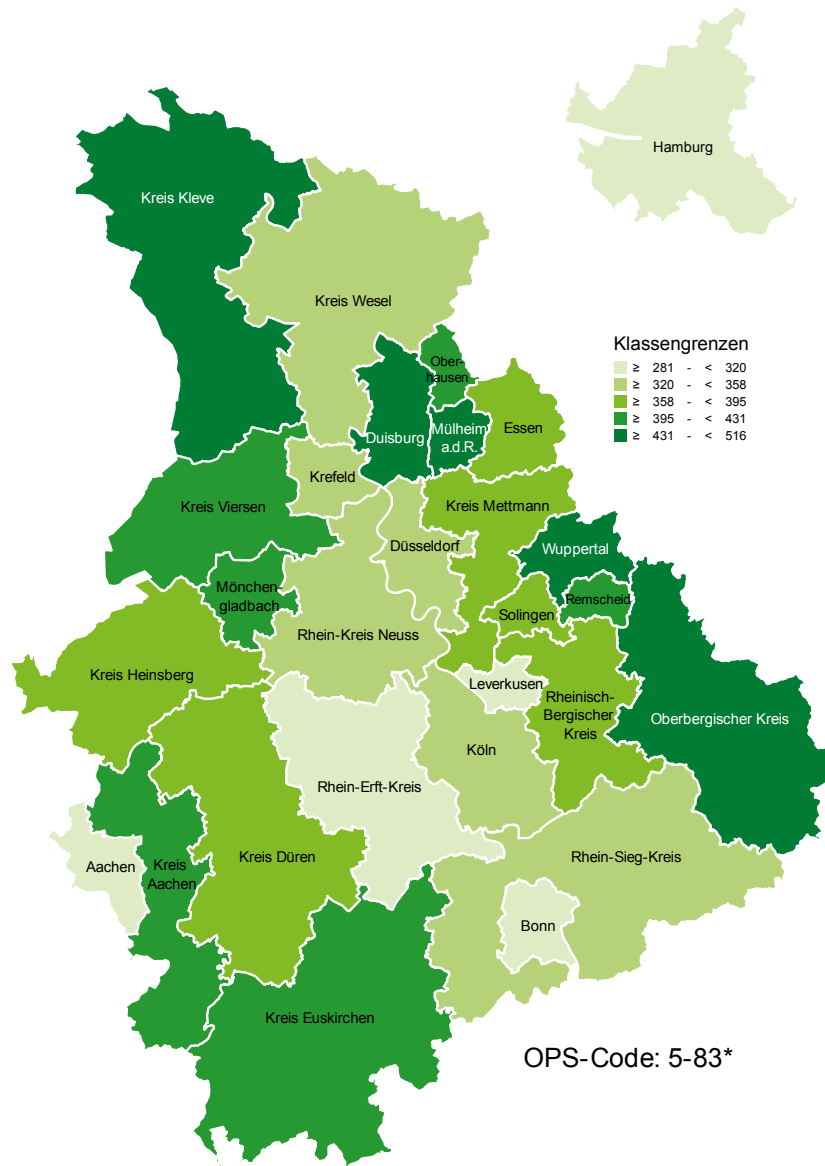 Hamburg
Kreis Kleve
Kreis Wesel
Klassengrenzen
≥ 281 - < 320
≥ 320 - < 358
≥ 358 - < 395
≥ 395 - < 431
≥ 431 - < 516
Ober-
hausen
Duisburg
Mülheim
a.d.R.
Essen
Krefeld
Kreis Viersen
Kreis Mettmann
Düsseldorf
Wuppertal
Mönchen-
gladbach
Remscheid
Solingen
Rhein-Kreis Neuss
Kreis Heinsberg
Leverkusen
Rheinisch-
Bergischer
Kreis
Oberbergischer Kreis
Köln
Rhein-Erft-Kreis
Aachen
Kreis
Aachen
Kreis Düren
Rhein-Sieg-Kreis
Bonn
Kreis Euskirchen
OPS-Code: 5-83*